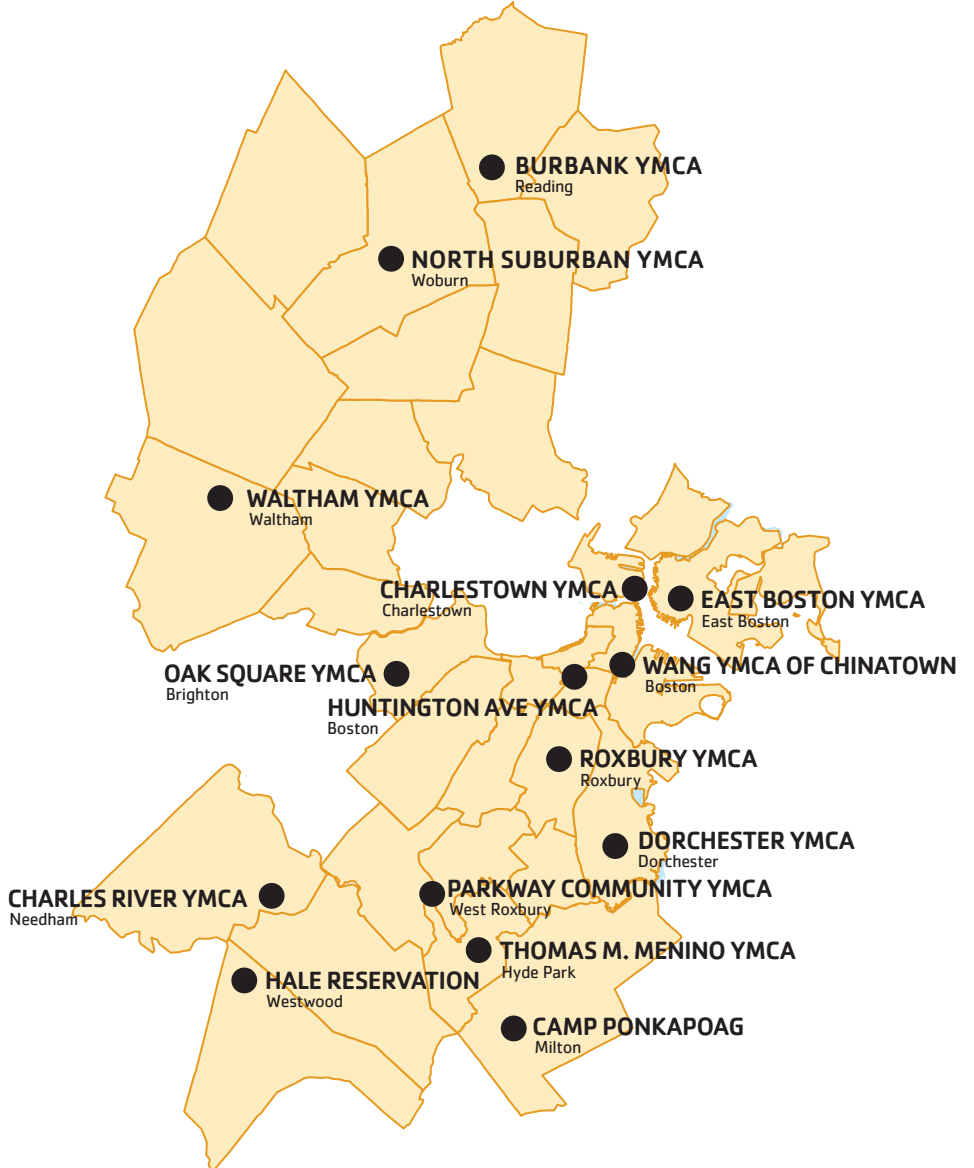 BURBANK YMCA
Reading
NORTH SUBURBAN YMCA
Woburn
WALTHAM YMCA
Waltham
CHARLESTOWN YMCA
Charlestown
EAST BOSTON YMCA
East Boston
WANG YMCA OF CHINATOWN
Boston
OAK SQUARE YMCA
Brighton
HUNTINGTON AVE YMCA
Boston
ROXBURY YMCA
Roxbury
DORCHESTER YMCA
Dorchester
PARKWAY COMMUNITY YMCA
West Roxbury
CHARLES RIVER YMCA
Needham
THOMAS M. MENINO YMCA
Hyde Park
HALE RESERVATION
Westwood
CAMP PONKAPOAG
Milton